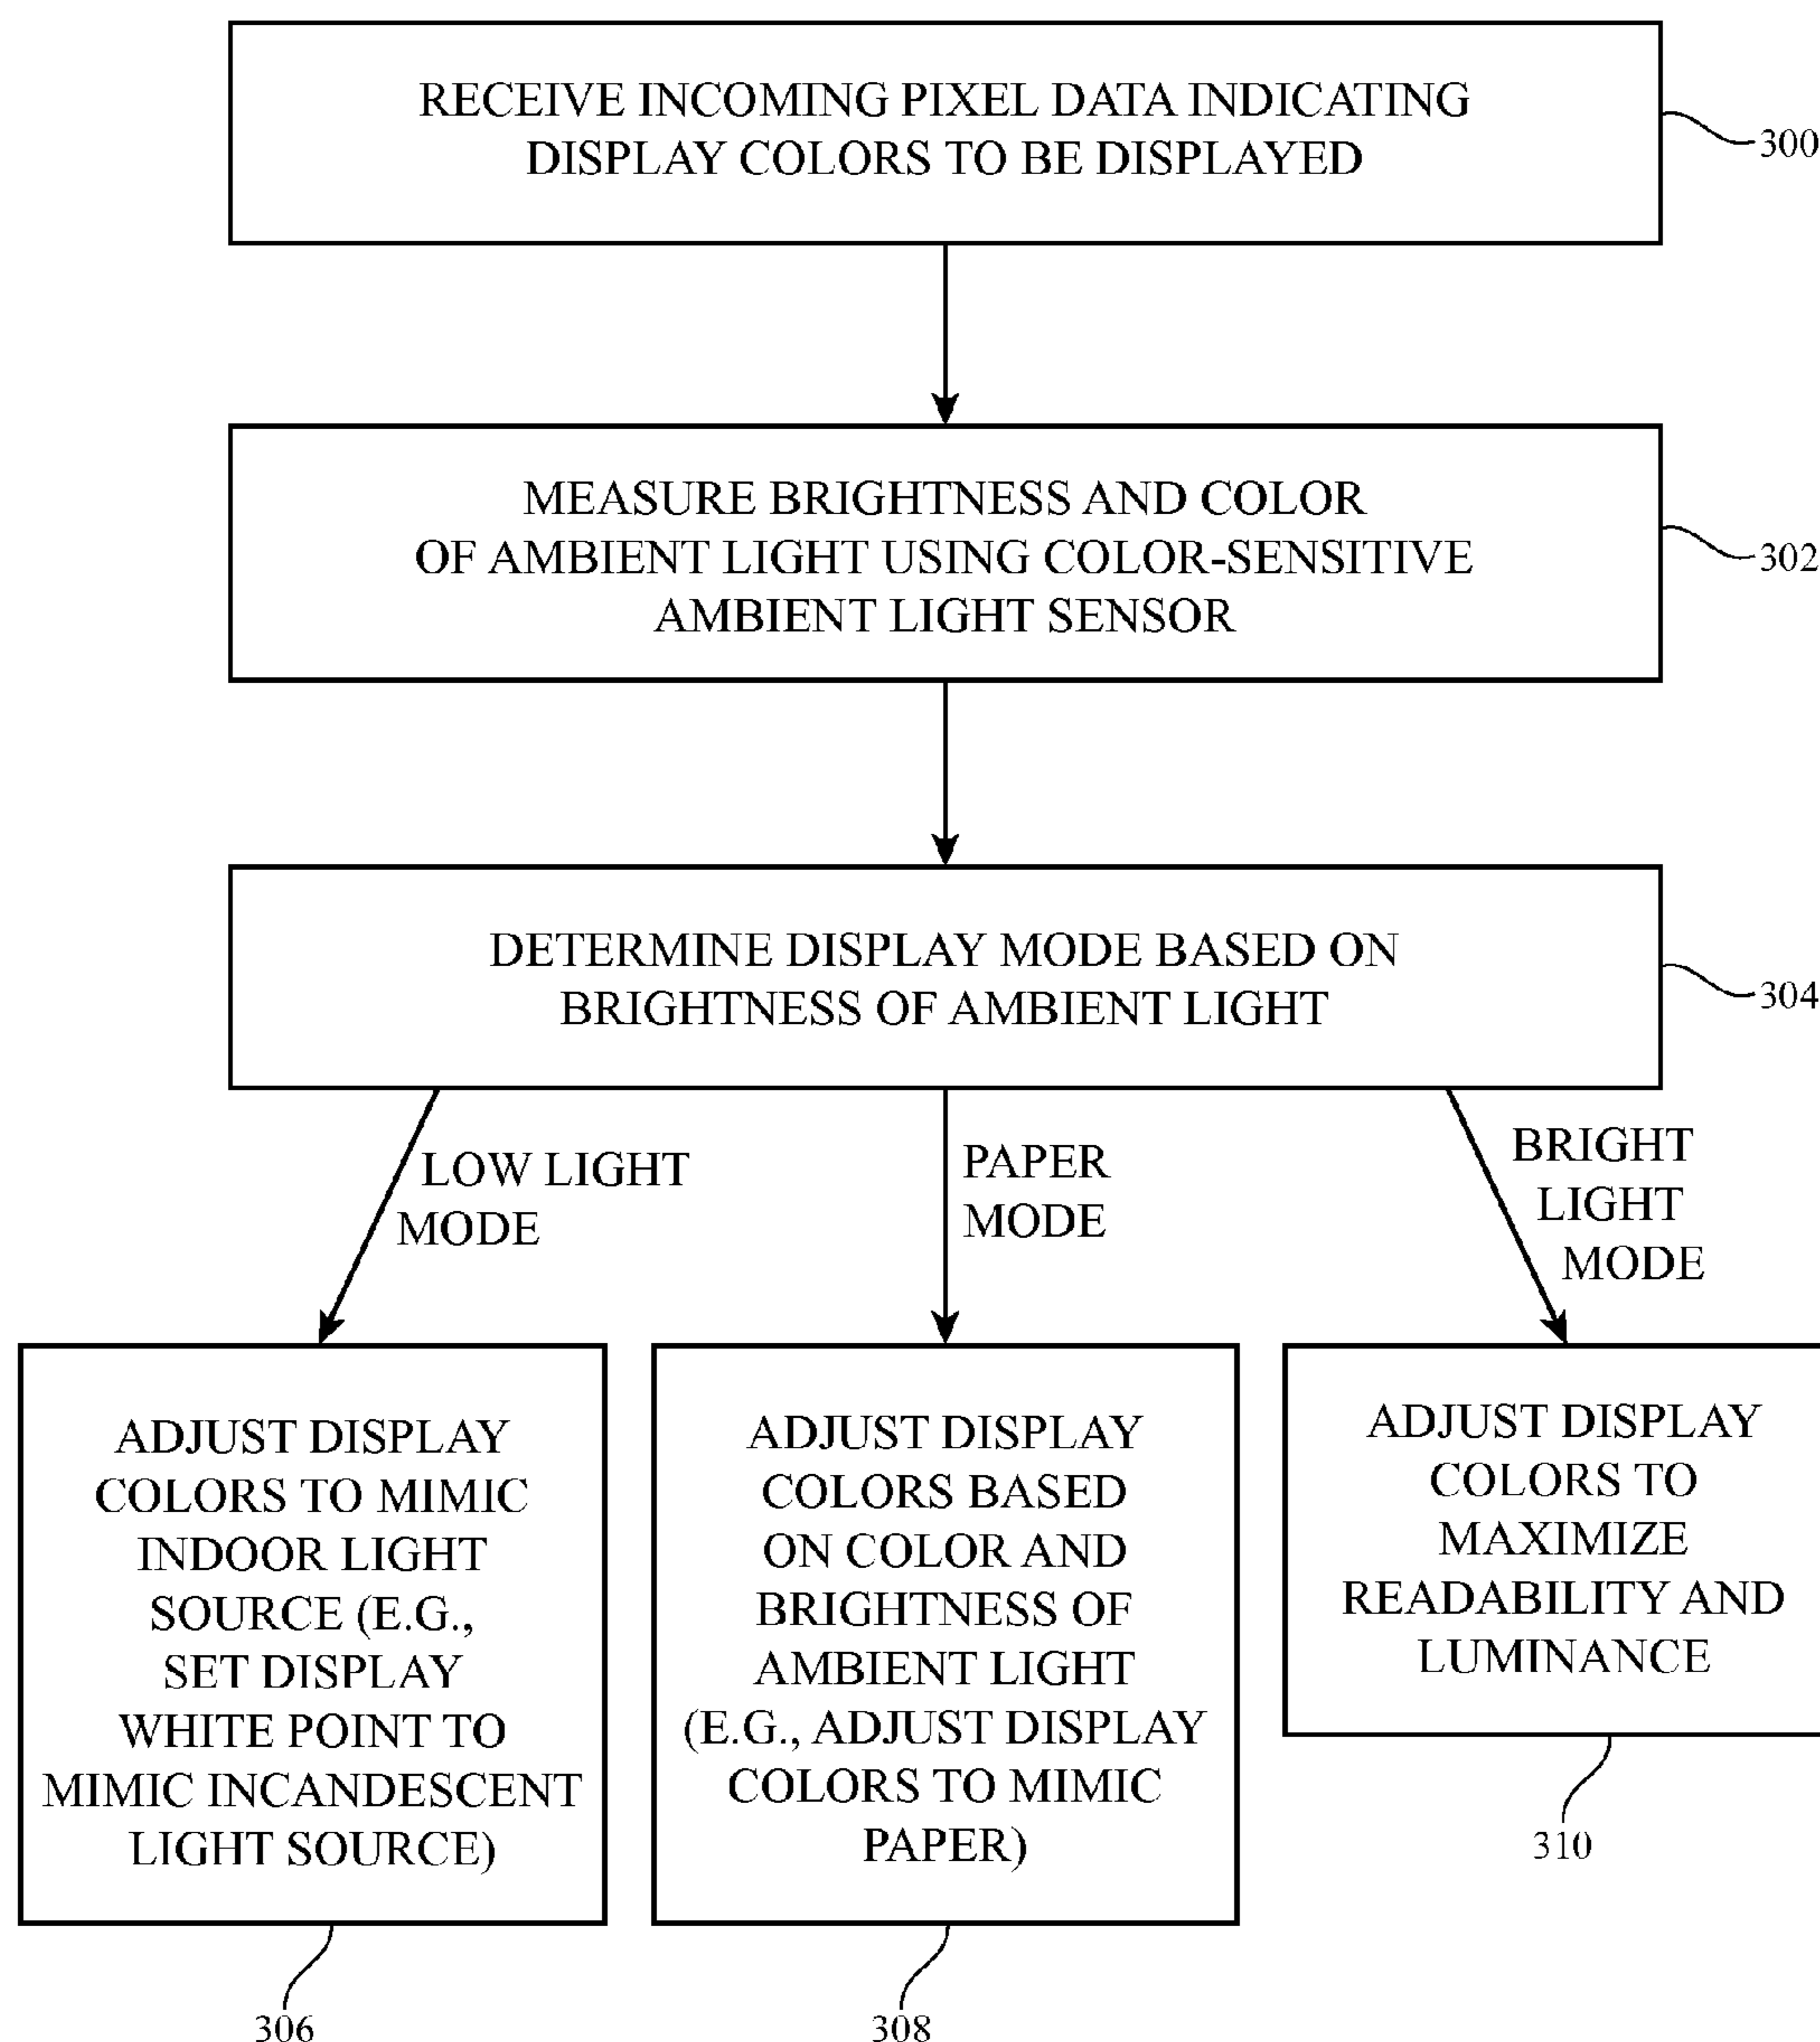 RECEIVE INCOMING PIXEL DATA INDICATING
DISPLAY COLORS TO BE DISPLAYED
300
MEASURE BRIGHTNESS AND COLOR
OF AMBIENT LIGHT USING COLOR-SENSITIVE
AMBIENT LIGHT SENSOR
302
DETERMINE DISPLAY MODE BASED ON
BRIGHTNESS OF AMBIENT LIGHT
304
LOW LIGHT
MODE
PAPER
MODE
BRIGHT
LIGHT
MODE
ADJUST DISPLAY
COLORS TO MIMIC
INDOOR LIGHT
SOURCE (E.G.,
SET DISPLAY
WHITE POINT TO
MIMIC INCANDESCENT
LIGHT SOURCE)
306
ADJUST DISPLAY
COLORS BASED
ON COLOR AND
BRIGHTNESS OF
AMBIENT LIGHT
(E.G., ADJUST DISPLAY
COLORS TO MIMIC
PAPER)
308
ADJUST DISPLAY
COLORS TO
MAXIMIZE
READABILITY AND
LUMINANCE
310